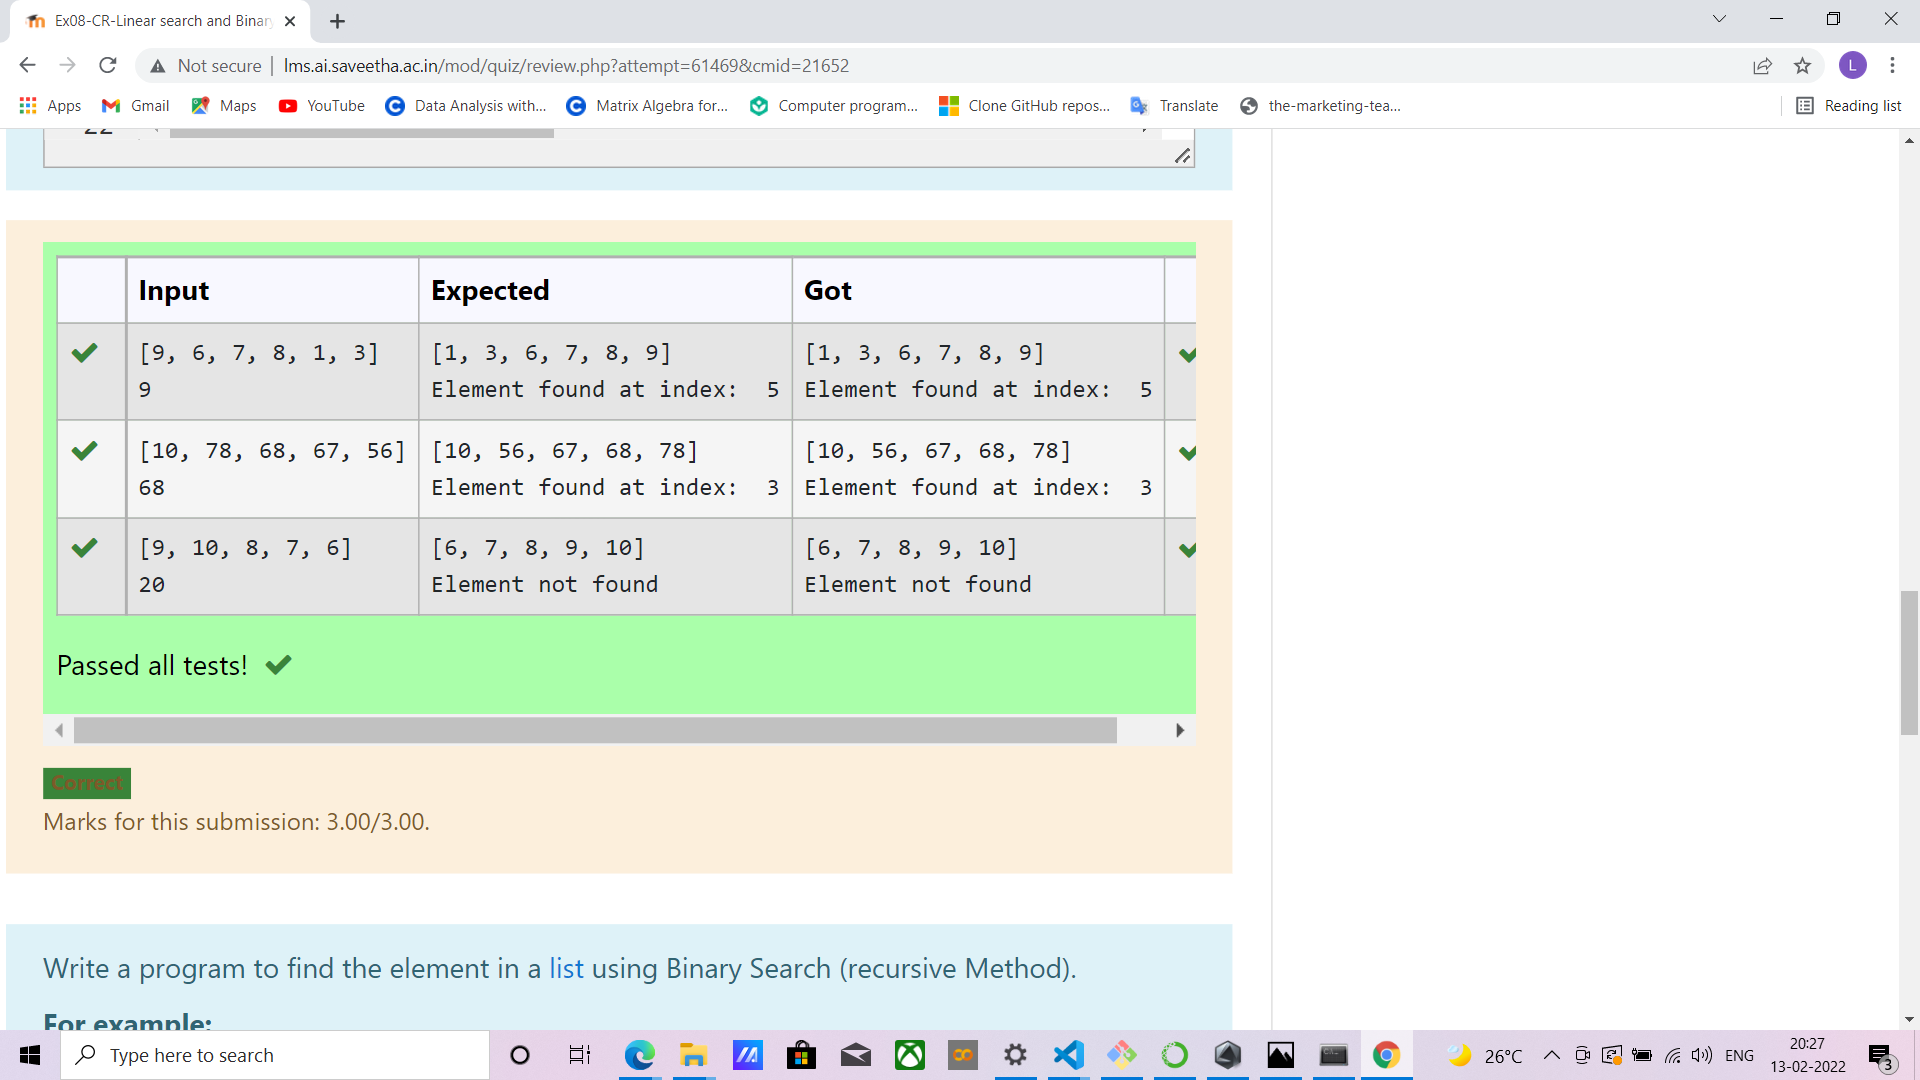 Ex08-CR-Linear search and Binar
Not secure | lms.ai.saveetha.ac.in/mod/quiz/review.php?attempt=61469&cmid=21652
L
Apps Gmail Maps YouTube Data Analysis with... Matrix Algebra for... Computer program... Clone GitHub repos... Translate the-marketing-tea... Reading list
Input Expected Got
[9, 6, 7, 8, 1, 3] [1, 3, 6, 7, 8, 9] [1, 3, 6, 7, 8, 9]
9 Element found at index:  5 Element found at index:  5
[10, 78, 68, 67, 56] [10, 56, 67, 68, 78] [10, 56, 67, 68, 78]
68 Element found at index:  3 Element found at index:  3
[9, 10, 8, 7, 6] [6, 7, 8, 9, 10] [6, 7, 8, 9, 10]
20 Element not found Element not found
Passed all tests!
Correct
Marks for this submission: 3.00/3.00.
Write a program to find the element in a list using Binary Search (recursive Method).
For example:
Type here to search
26°C
ENG
20:27
13-02-2022
3